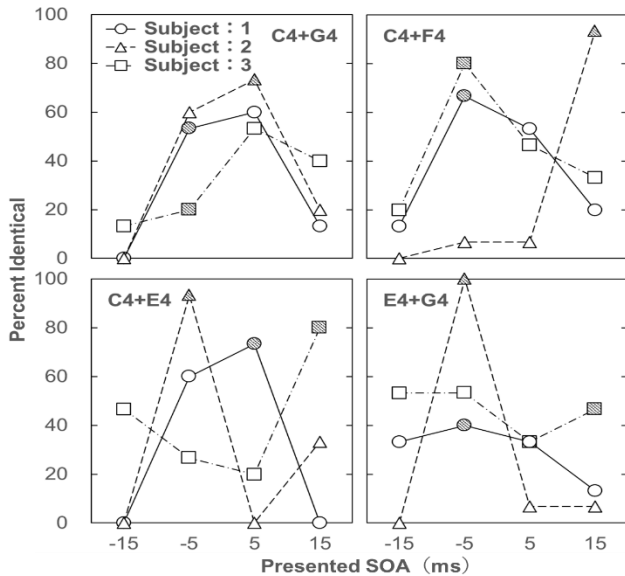 Subject：1
Subject：2
Subject：3
C4+G4
C4+F4
100
80
60
40
20
0
C4+E4
E4+G4
100
80
60
40
20
0
Percent Identical
-15 -5 5 15 -15 -5 5 15
Presented SOA（ms）